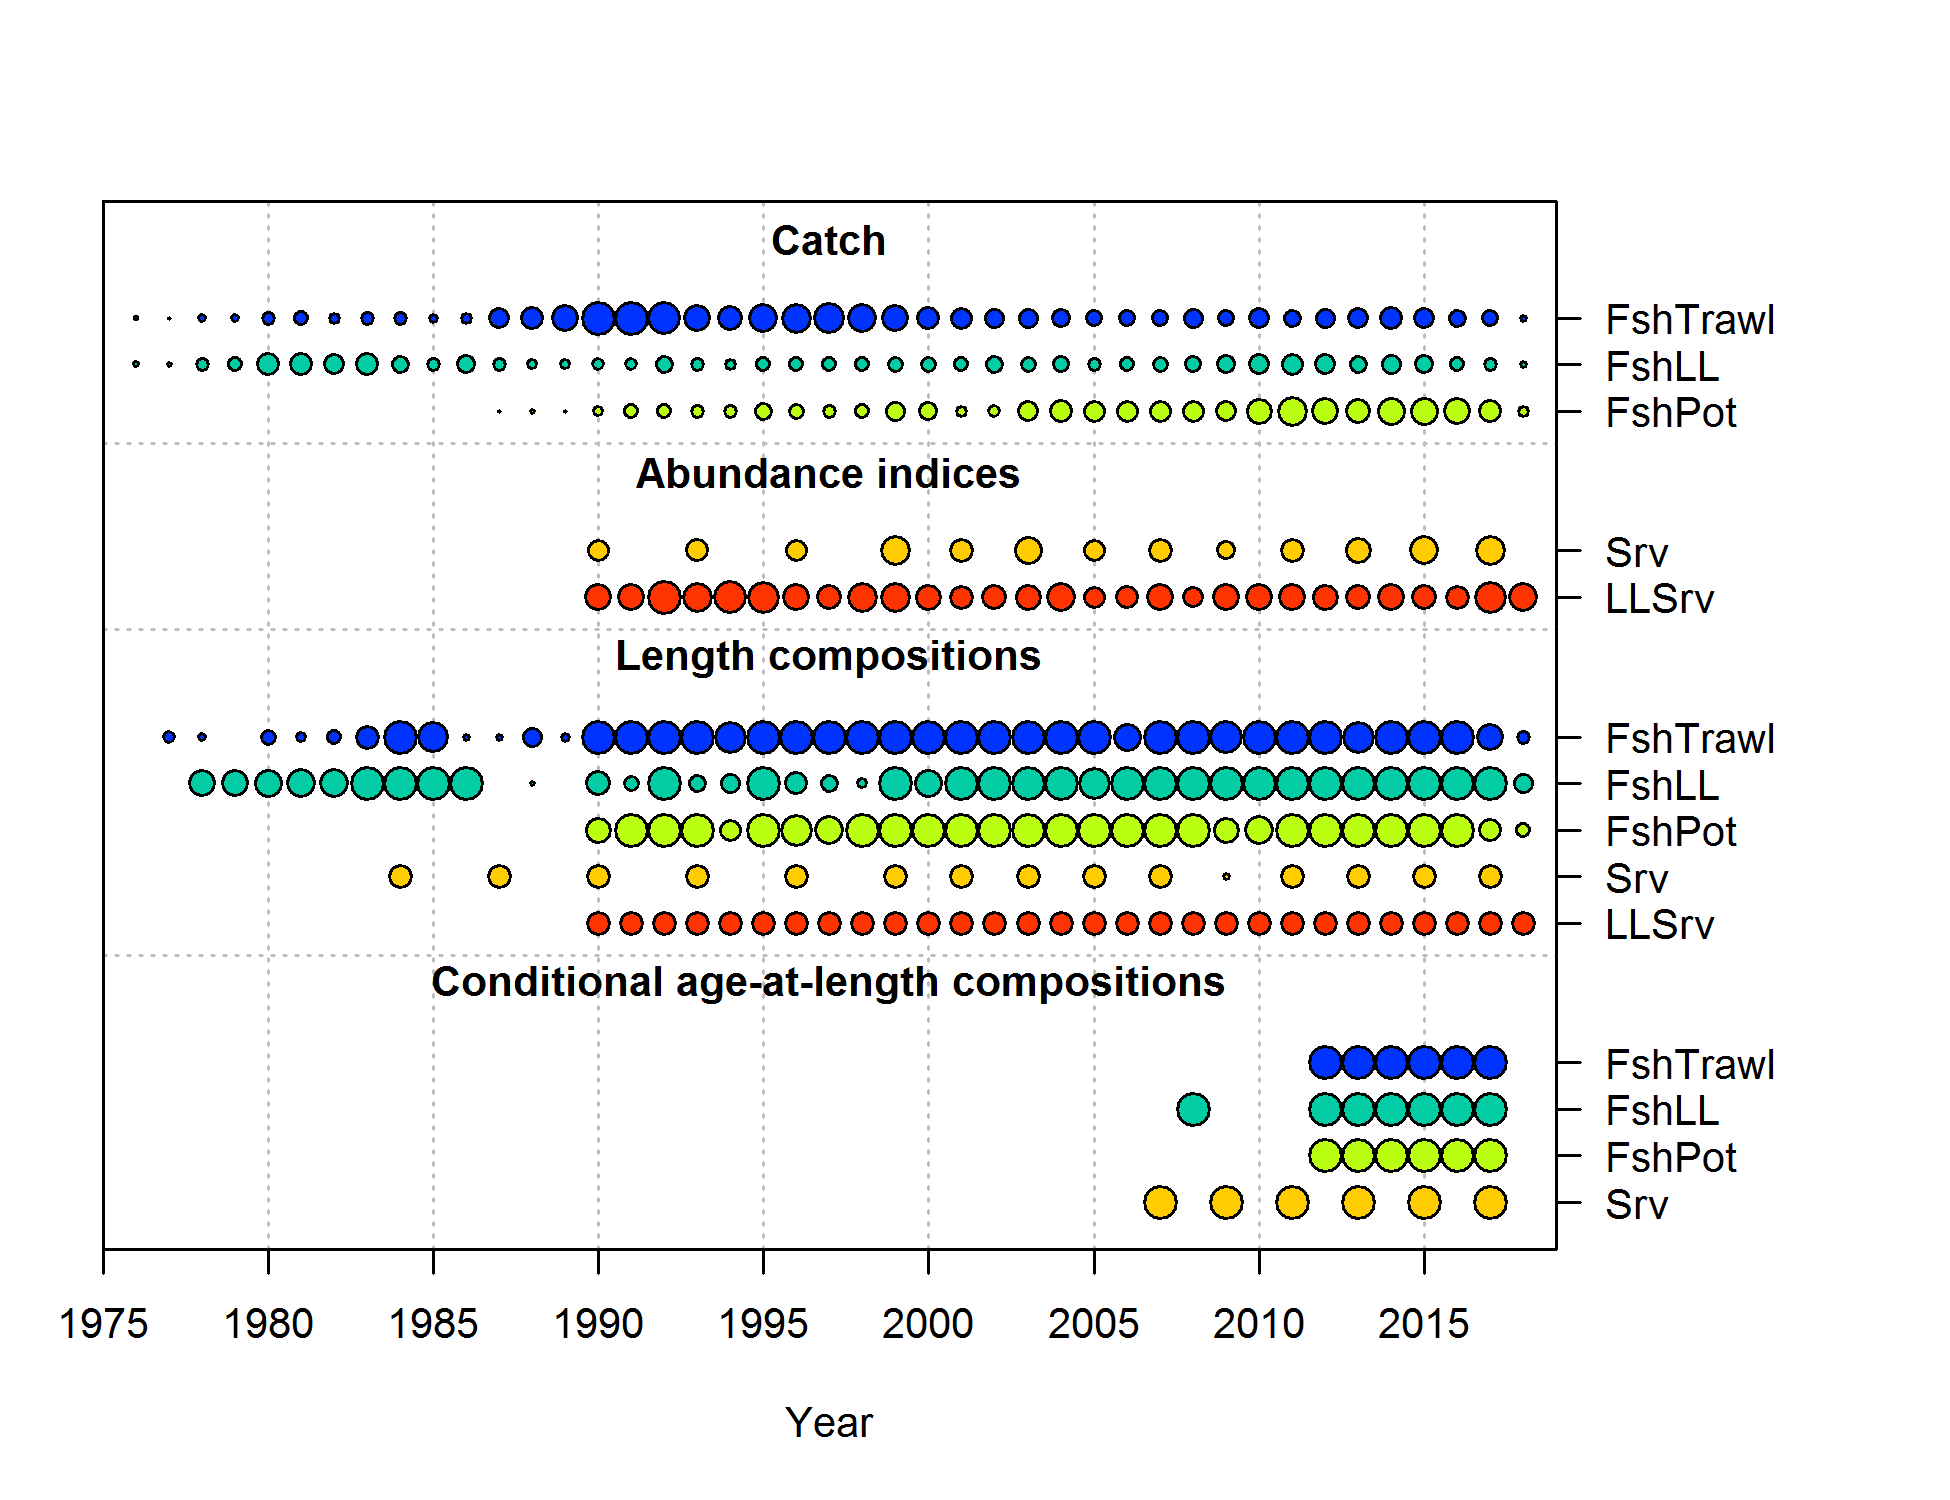 Catch
FshTrawl
FshLL
FshPot
Abundance indices
Srv
LLSrv
Length compositions
FshTrawl
FshLL
FshPot
Srv
LLSrv
Conditional age-at-length compositions
FshTrawl
FshLL
FshPot
Srv
1975 1980 1985 1990 1995 2000 2005 2010 2015
Year